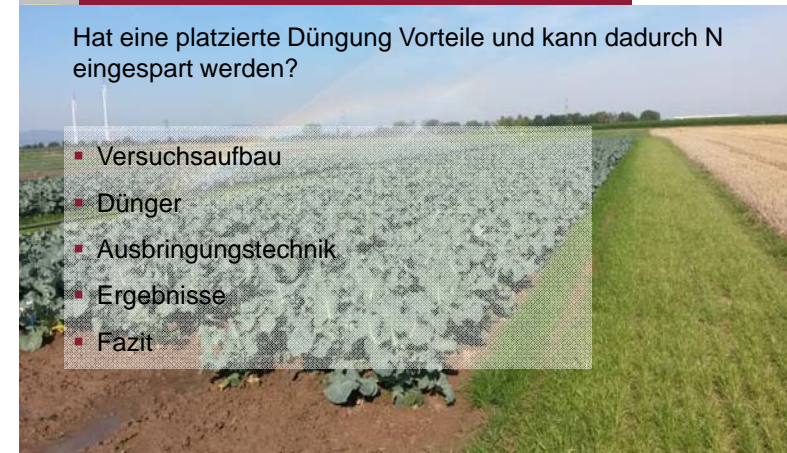 Hat eine platzierte Düngung Vorteile und kann dadurch N
eingespart werden?
▪ Versuchsaufbau
▪ Dünger
▪ Ausbringungstechnik
▪ Ergebnisse
▪ Fazit